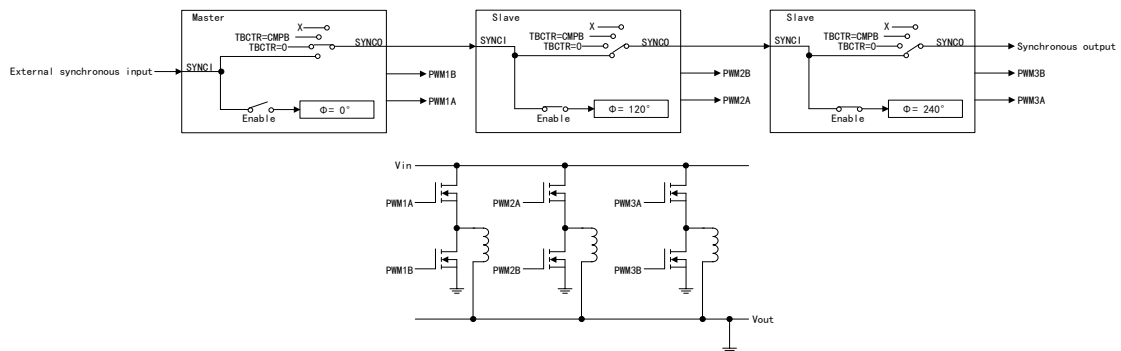 Master
X
TBCTR=CMPB
TBCTR=0
SYNCO
SYNCI
External synchronous input
PWM1B
PWM1A
Enable
Φ= 0°
Slave
X
TBCTR=CMPB
TBCTR=0
SYNCO
SYNCI
PWM2B
PWM2A
Enable
Φ= 120°
Slave
X
TBCTR=CMPB
TBCTR=0
SYNCO
SYNCI
Synchronous output
PWM3B
PWM3A
Enable
Φ= 240°
Vin
PWM1A
PWM2A
PWM3A
PWM1B
PWM2B
PWM3B
Vout